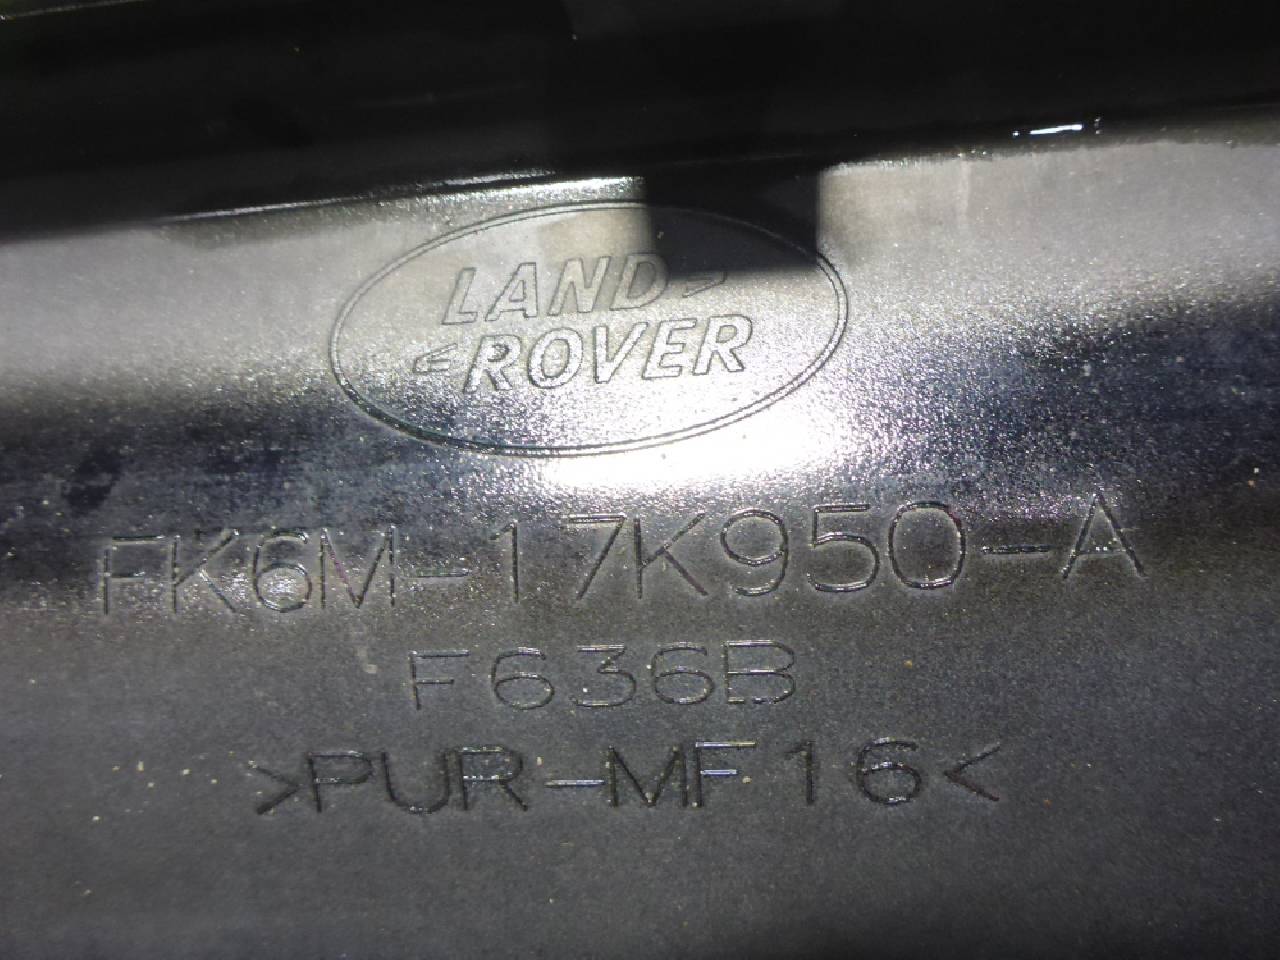 LAND>
<ROVER
FK6M-17K950-A
F636B
>PUR-MF16<